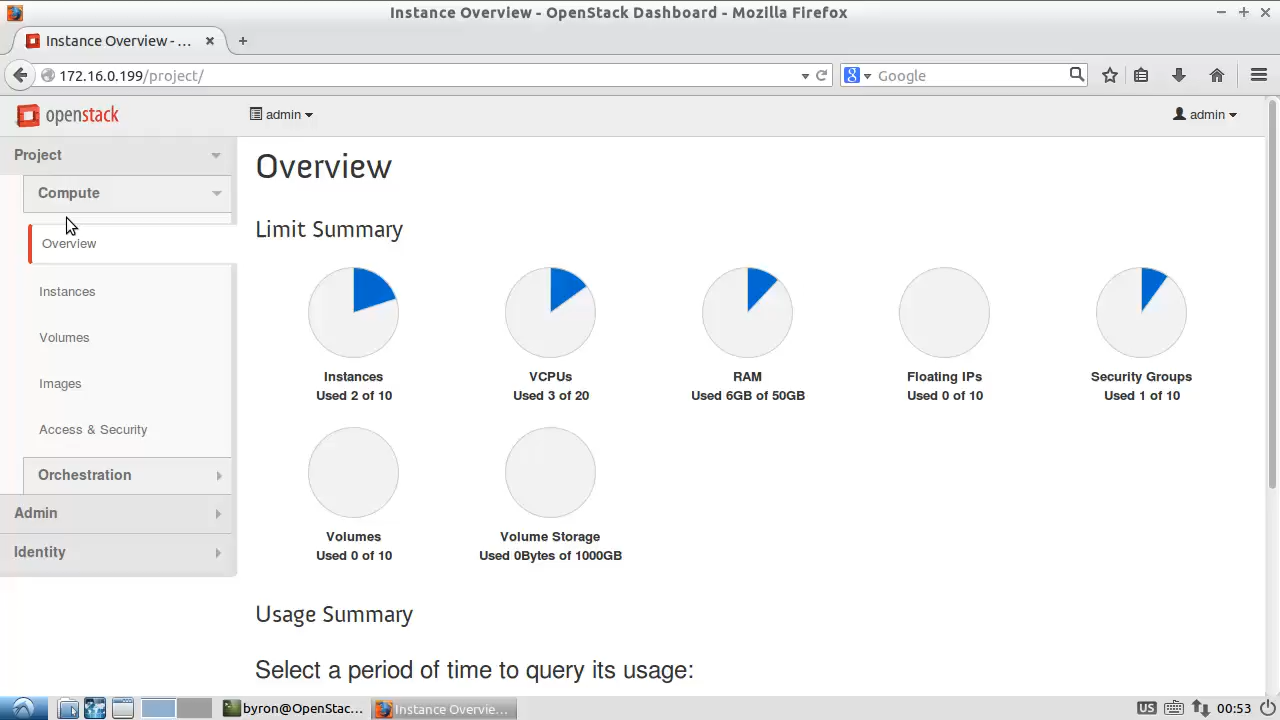 Instance Overview - OpenStack Dashboard - Mozilla Firefox
Instance Overview - ...
172.16.0.199/project/
Google
openstack
admin
admin
Project
Compute
Overview
Instances
Volumes
Images
Access & Security
Orchestration
Admin
Identity
Overview
Limit Summary
Instances
Used 2 of 10
VCPUs
Used 3 of 20
RAM
Used 6GB of 50GB
Floating IPs
Used 0 of 10
Security Groups
Used 1 of 10
Volumes
Used 0 of 10
Volume Storage
Used 0Bytes of 1000GB
Usage Summary
Select a period of time to query its usage:
byron@OpenStac...
Instance Overvie...
US
00:53